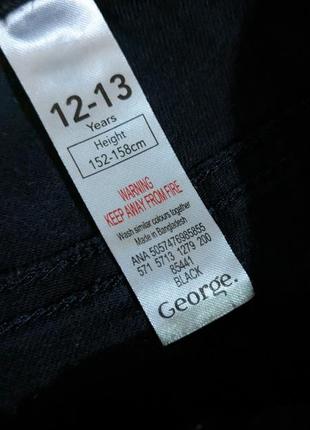 12-13
Years
Height
152-158cm
WARNING
KEEP AWAY FROM FIRE
Wash similar colours together
Made in Bangladesh
ANA 5057476985855
571 5713 1279 200
85441
BLACK
George.